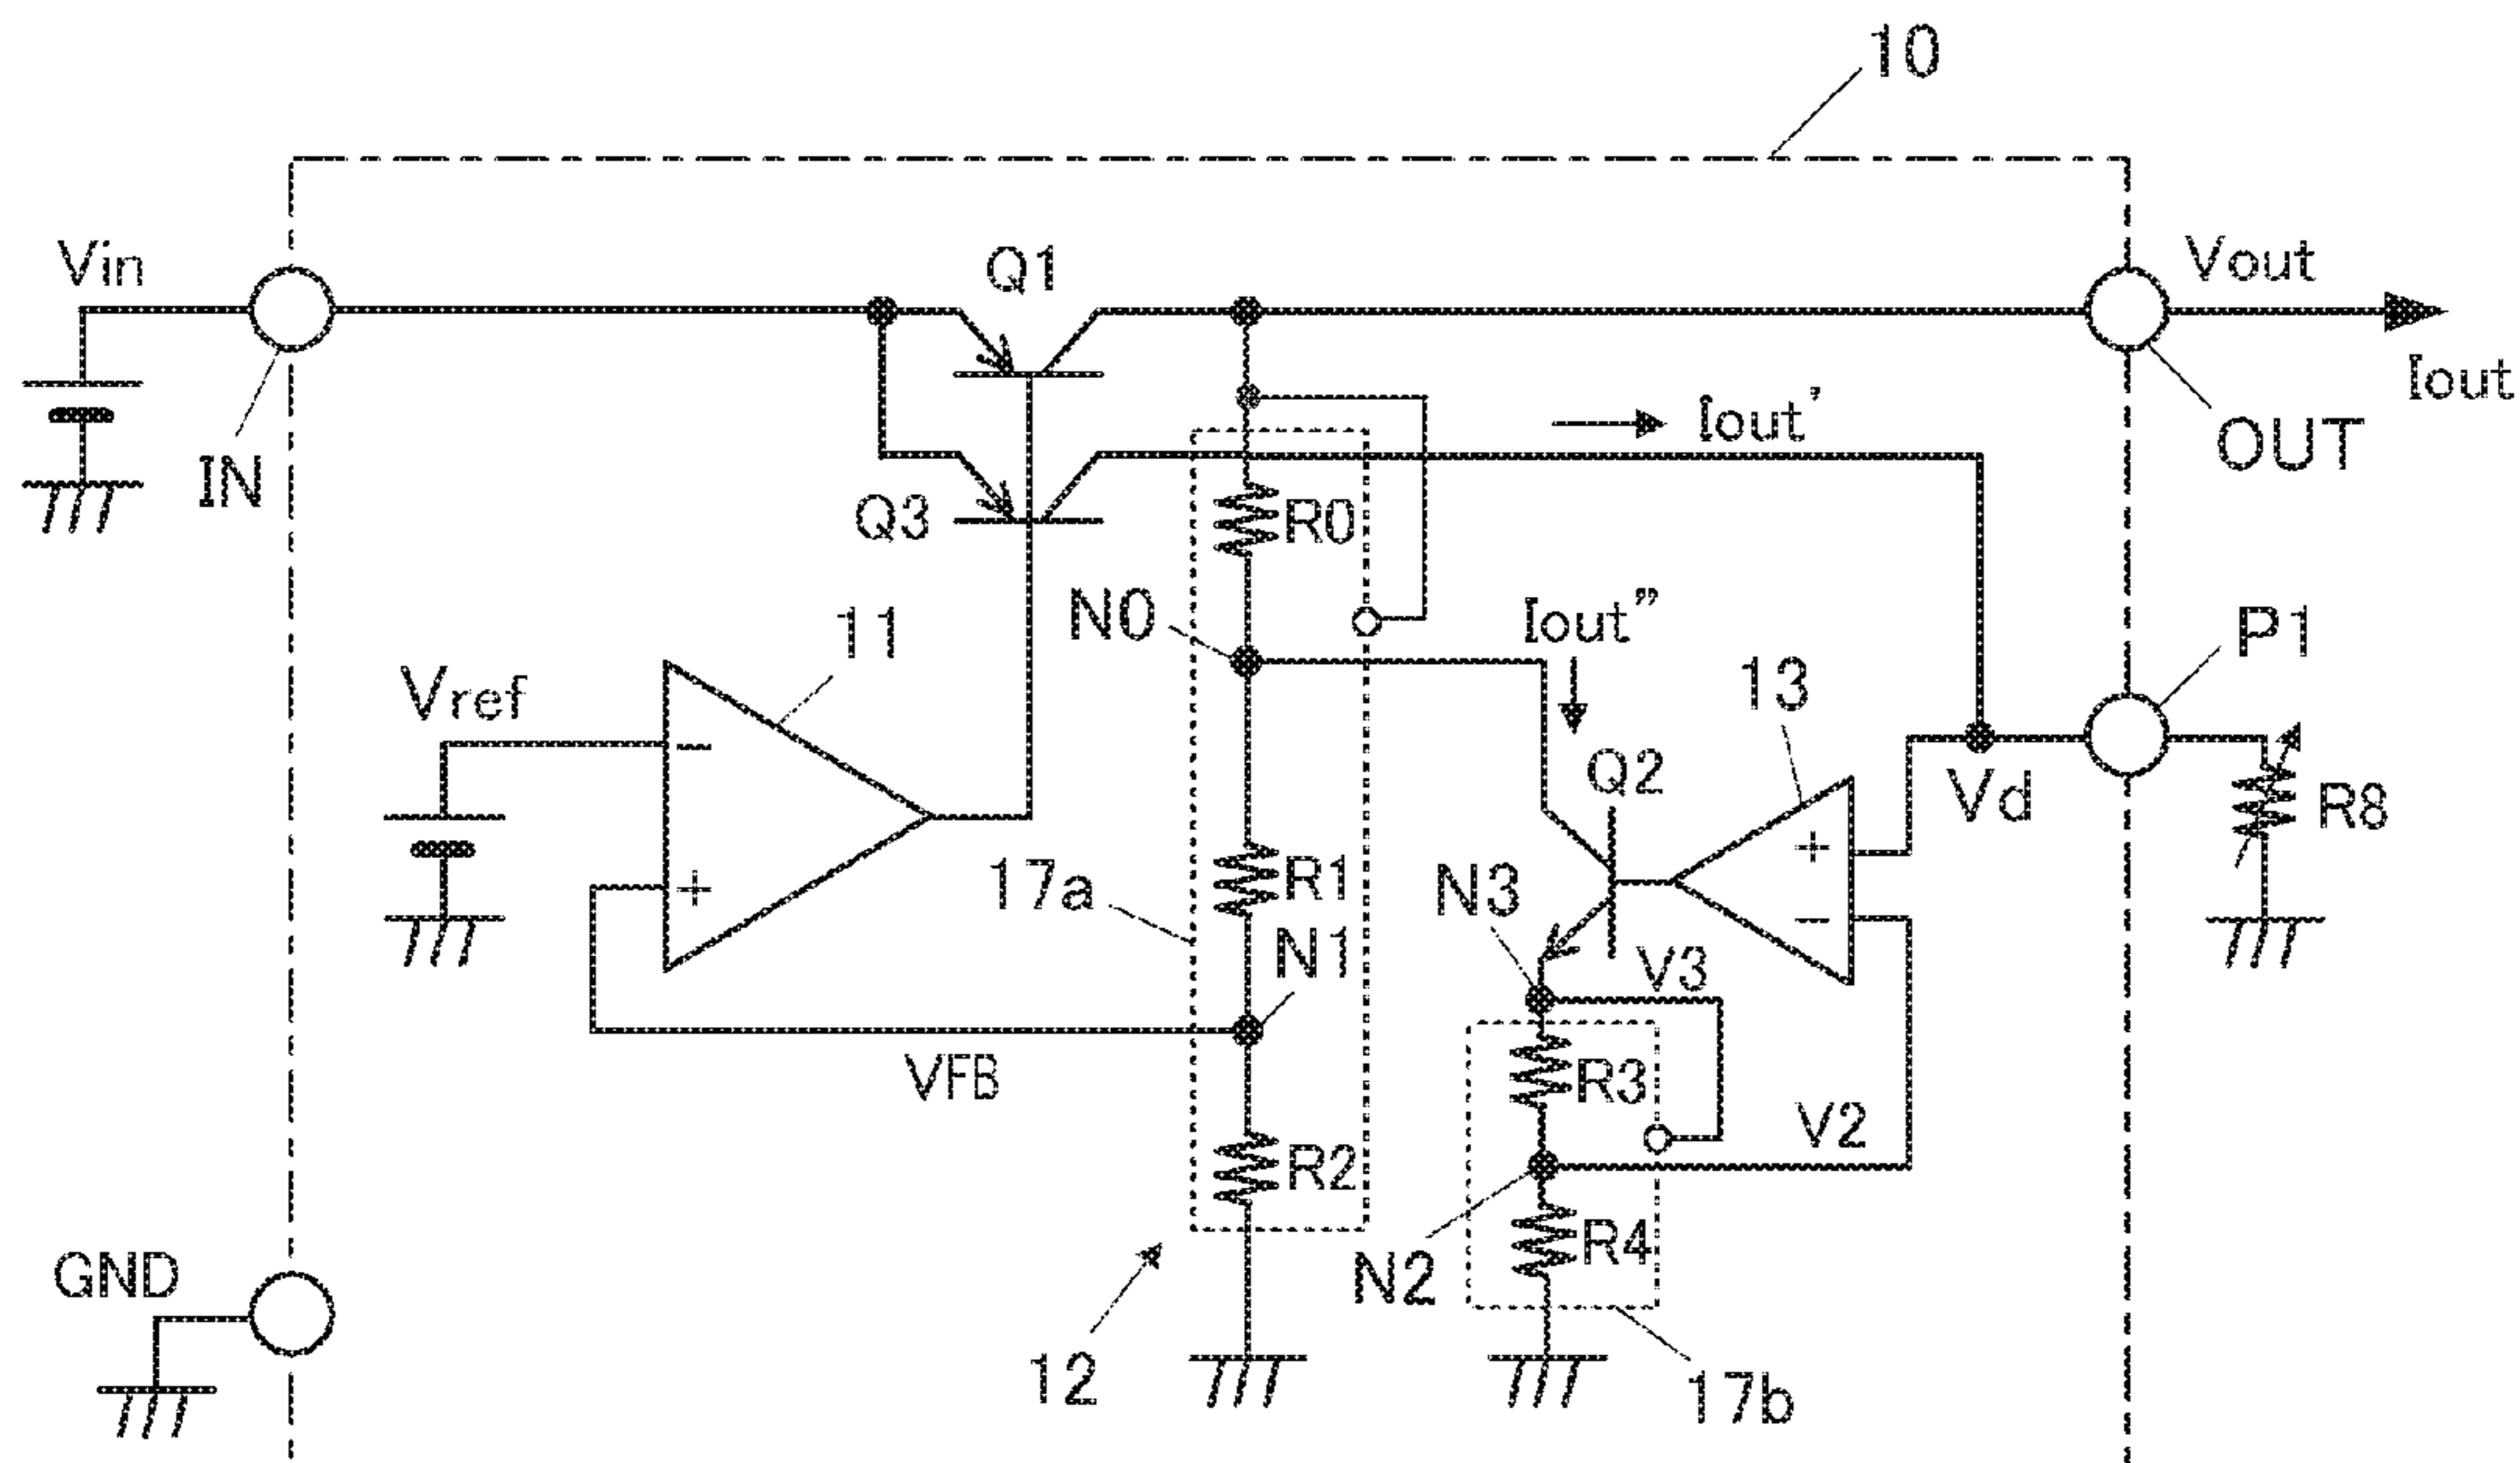 10
Vin
Q1
Vout
Iout
IN
Iout'
OUT
Q3
R0
N0
Iout"
P1
11
Vref
13
Q2
−
Vd
R8
+
17a
R1
N3
+
−
N1
V3
VFB
R3
V2
R2
R4
GND
N2
12
17b